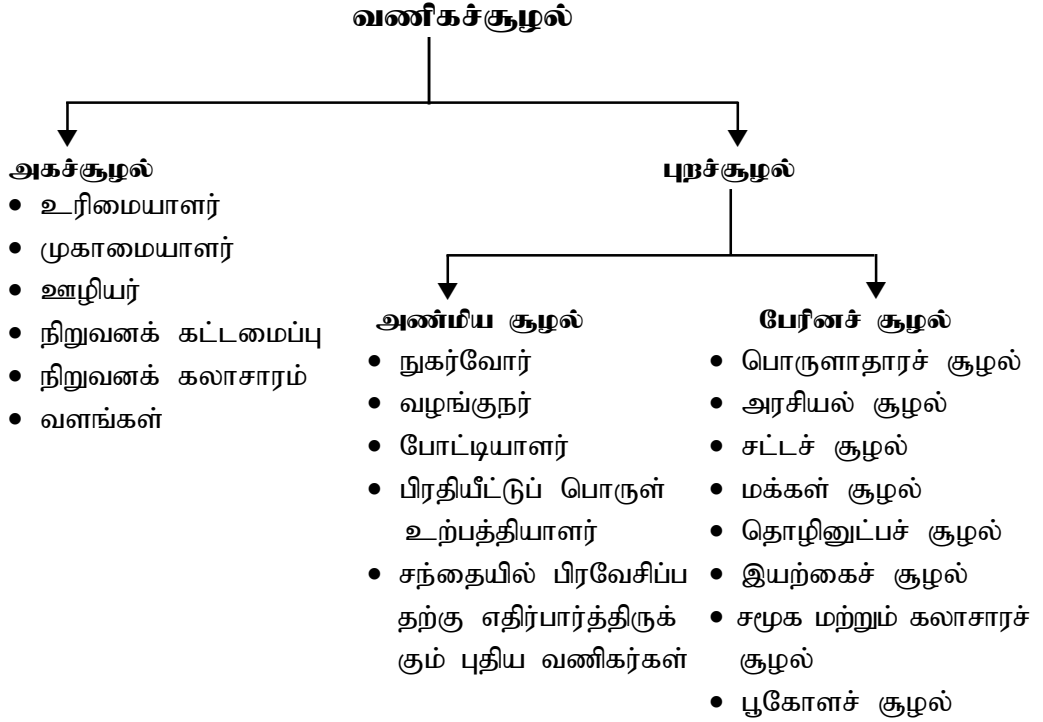 வணிகச்சூழல்
அகச்சூழல்
• உரிமையாளர்
• முகாமையாளர்
• ஊழியர்
• நிறுவனக் கட்டமைப்பு
• நிறுவனக் கலாசாரம்
• வளங்கள்
புறச்சூழல்
அண்மிய சூழல்
• நுகர்வோர்
• வழங்குநர்
• போட்டியாளர்
• பிரதியீட்டுப் பொருள்
உற்பத்தியாளர்
• சந்தையில் பிரவேசிப்ப
தற்கு எதிர்பார்த்திருக்
கும் புதிய வணிகர்கள்
பேரினச் சூழல்
• பொருளாதாரச் சூழல்
• அரசியல் சூழல்
• சட்டச் சூழல்
• மக்கள் சூழல்
• தொழினுட்பச் சூழல்
• இயற்கைச் சூழல்
• சமூக மற்றும் கலாசாரச்
சூழல்
• பூகோளச் சூழல்